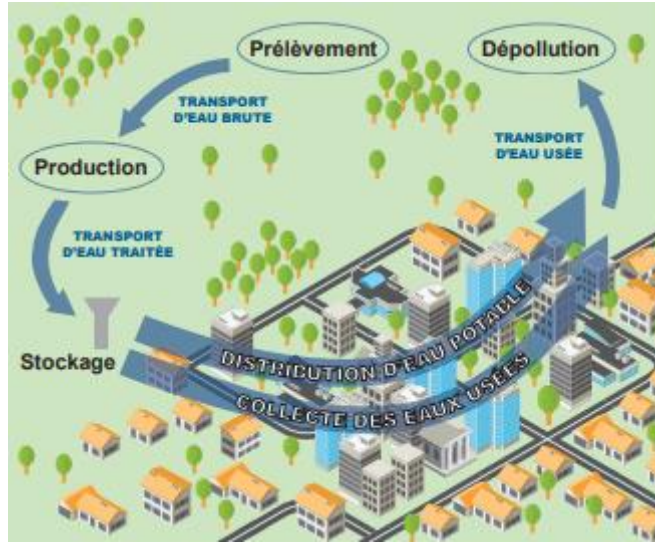 Prélèvement
Dépollution
TRANSPORT
D'EAU BRUTE
TRANSPORT
D'EAU USÉE
Production
TRANSPORT
D'EAU TRAITÉE
Stockage
DISTRIBUTION D'EAU POTABLE
COLLECTE DES EAUX USÉES